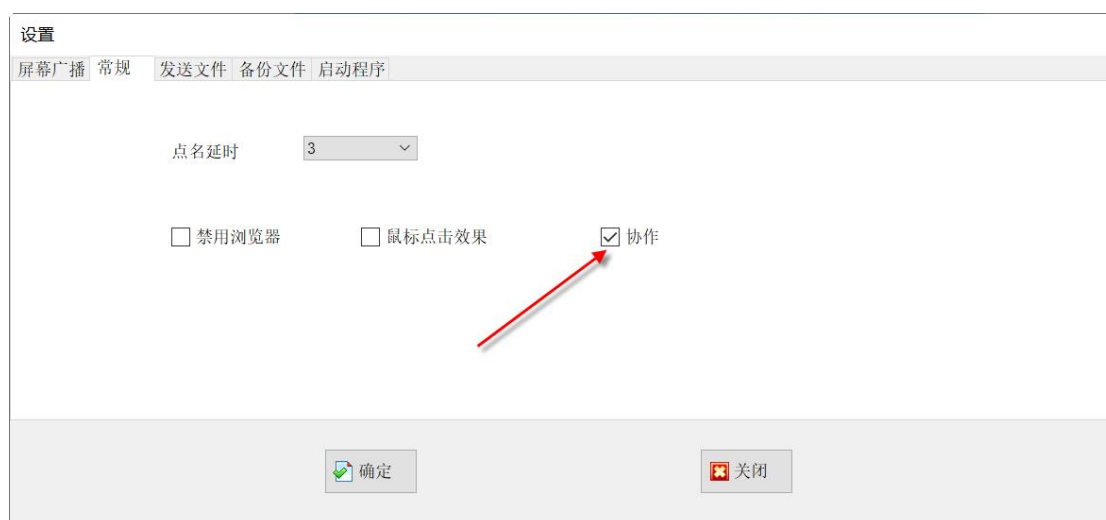 设置
屏幕广播 常规 发送文件 备份文件 启动程序
点名延时 3
禁用浏览器 鼠标点击效果 协作
确定 关闭